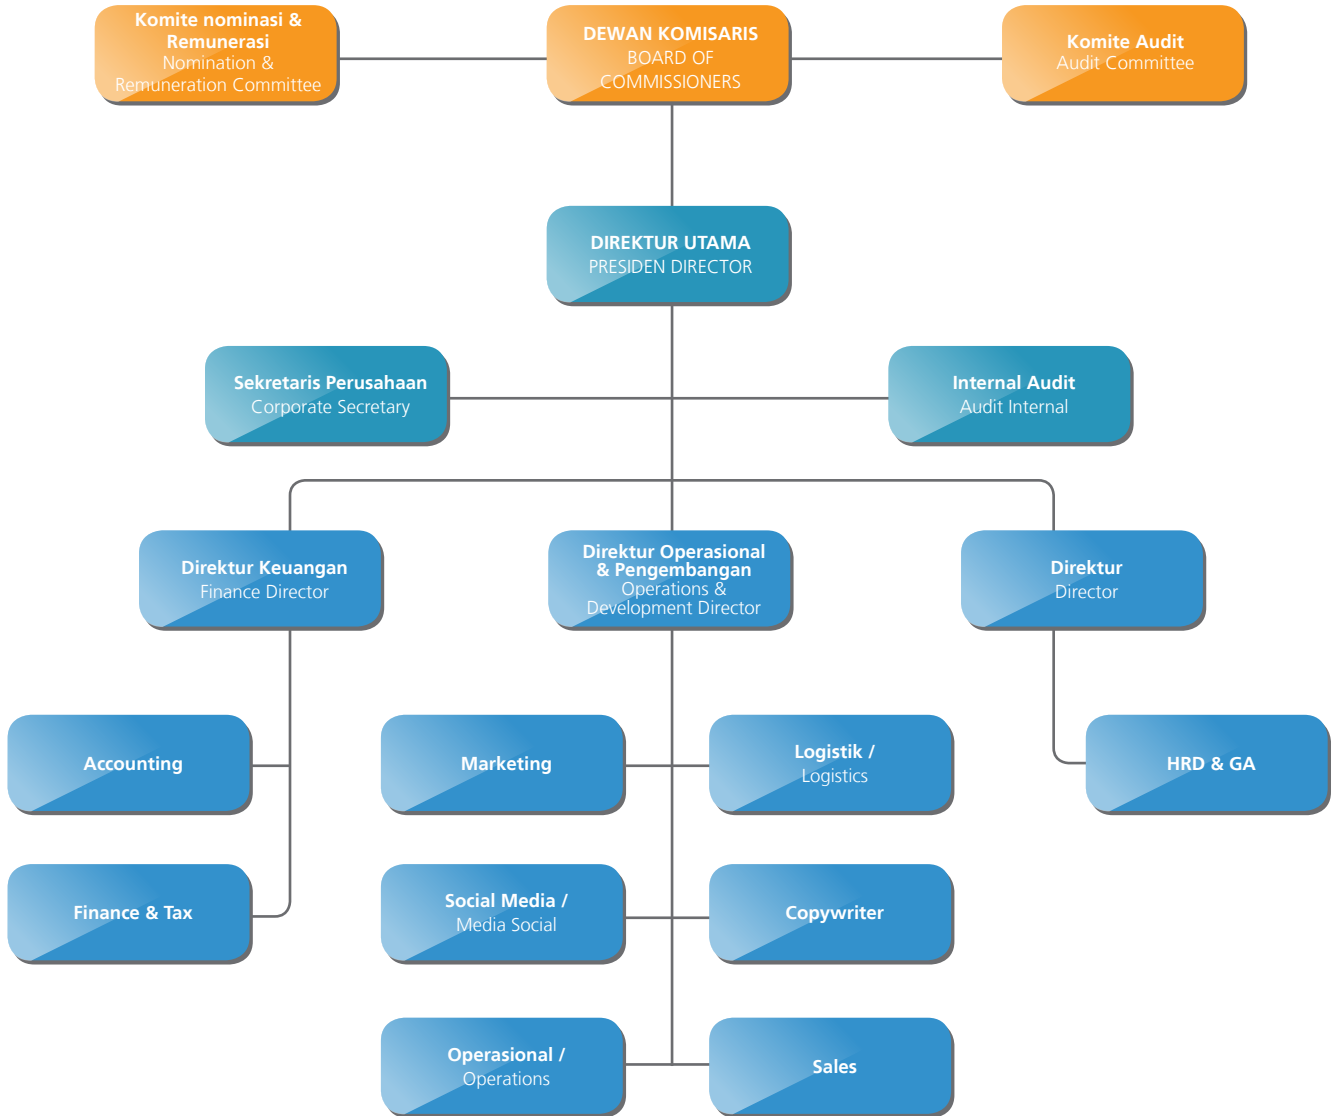 Komite nominasi &
Remunerasi
Nomination &
Remuneration Committee
DEWAN KOMISARIS
BOARD OF
COMMISSIONERS
Komite Audit
Audit Committee
DIREKTUR UTAMA
PRESIDEN DIRECTOR
Sekretaris Perusahaan
Corporate Secretary
Internal Audit
Audit Internal
Direktur Keuangan
Finance Director
Direktur Operasional
& Pengembangan
Operations &
Development Director
Direktur
Director
Accounting
Marketing
Logistik /
Logistics
HRD & GA
Finance & Tax
Social Media /
Media Social
Copywriter
Operasional /
Operations
Sales